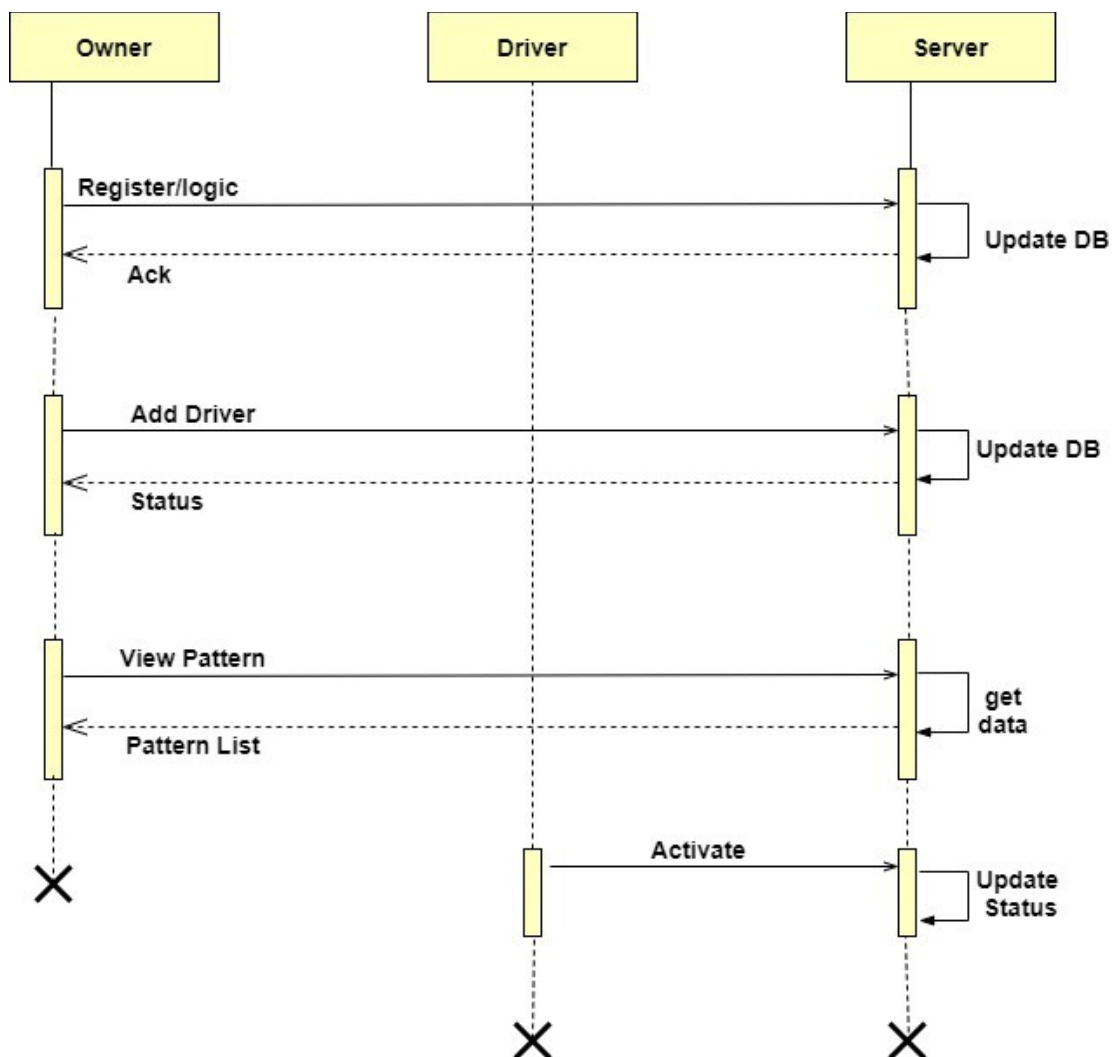 Owner
Driver
Server
Register/logic
Update DB
Ack
Add Driver
Update DB
Status
View Pattern
get
data
Pattern List
Activate
Update
Status